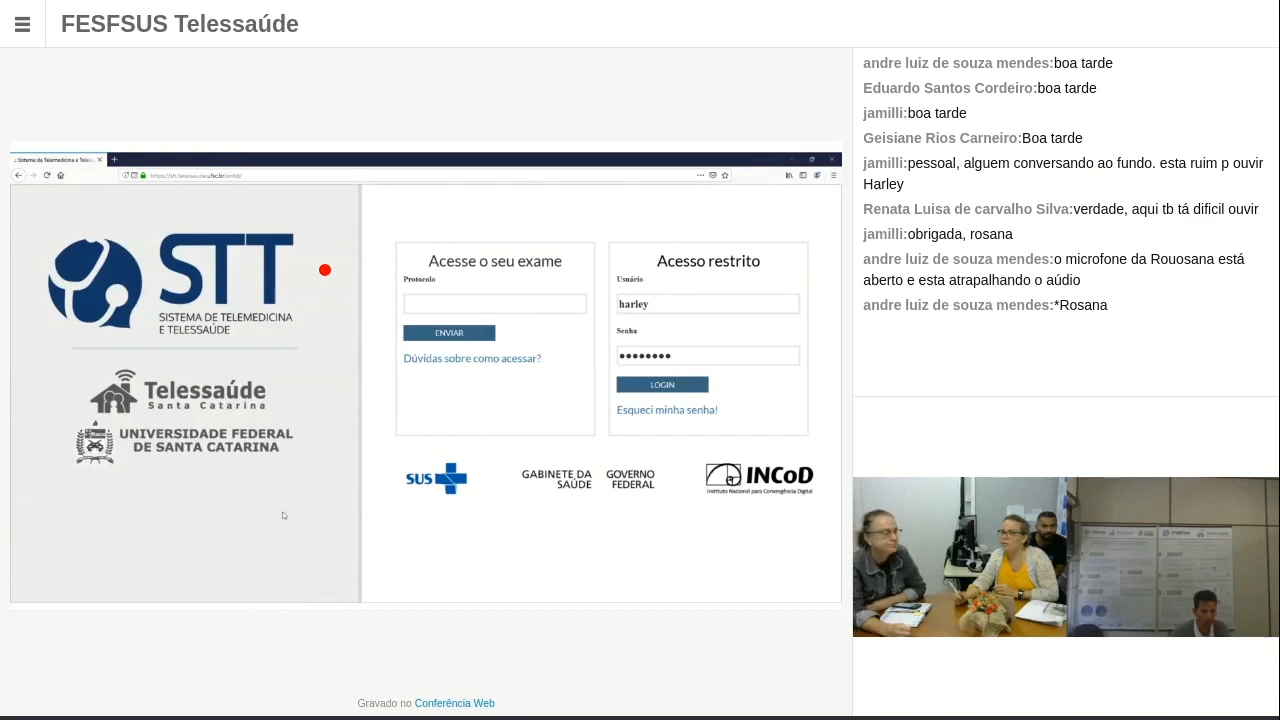 FESFSUS Telessaúde
andre luiz de souza mendes:boa tarde
Eduardo Santos Cordeiro:boa tarde
jamilli:boa tarde
Geisiane Rios Carneiro:Boa tarde
jamilli:pessoal, alguem conversando ao fundo. esta ruim p ouvir
Harley
Renata Luisa de carvalho Silva:verdade, aqui tb tá dificil ouvir
jamilli:obrigada, rosana
andre luiz de souza mendes:o microfone da Rouosana está
aberto e esta atrapalhando o aúdio
andre luiz de souza mendes:*Rosana
STT
SISTEMA DE TELEMEDICINA
E TELESSAÚDE
Telessaúde
Santa Catarina
UNIVERSIDADE FEDERAL
DE SANTA CATARINA
Acesse o seu exame
Protocolo
ENVIAR
Dúvidas sobre como acessar?
Acesso restrito
Usuário
harley
Senha
LOGIN
Esqueci minha senha!
SUS
GABINETE DA
SAÚDE
GOVERNO
FEDERAL
INCoD
Instituto Nacional para Convergência Digital
Gravado no Conferência Web